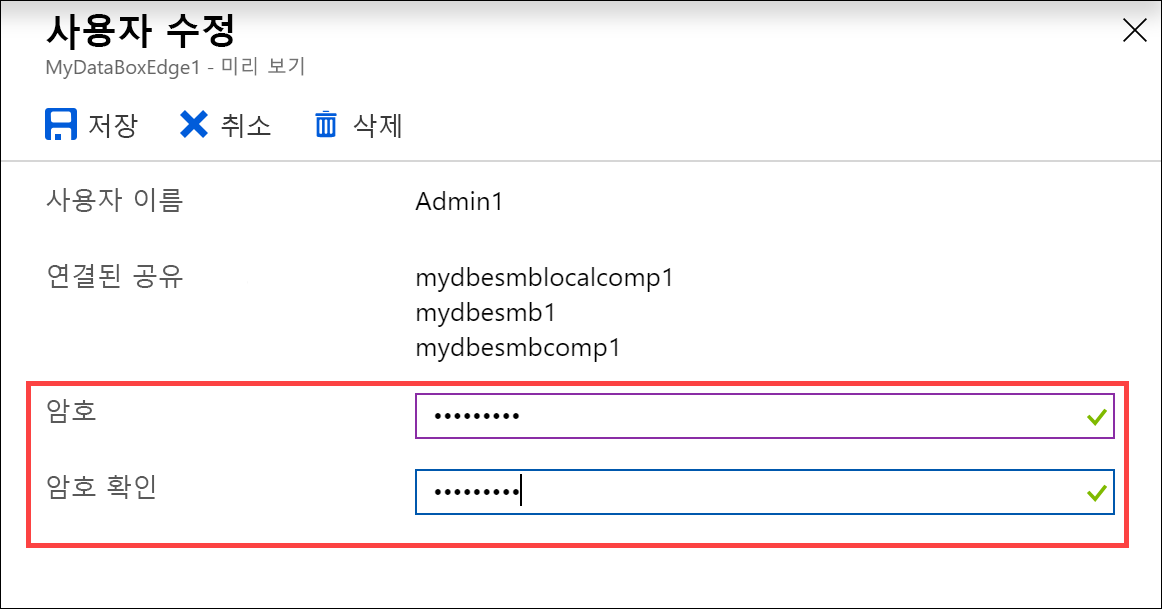 사용자 수정
MyDataBoxEdge1 - 미리 보기
저장 취소 삭제
사용자 이름 Admin1
연결된 공유 mydbesmblocalcomp1
mydbesmb1
mydbesmbcomp1
암호 •••••••••
암호 확인 •••••••••